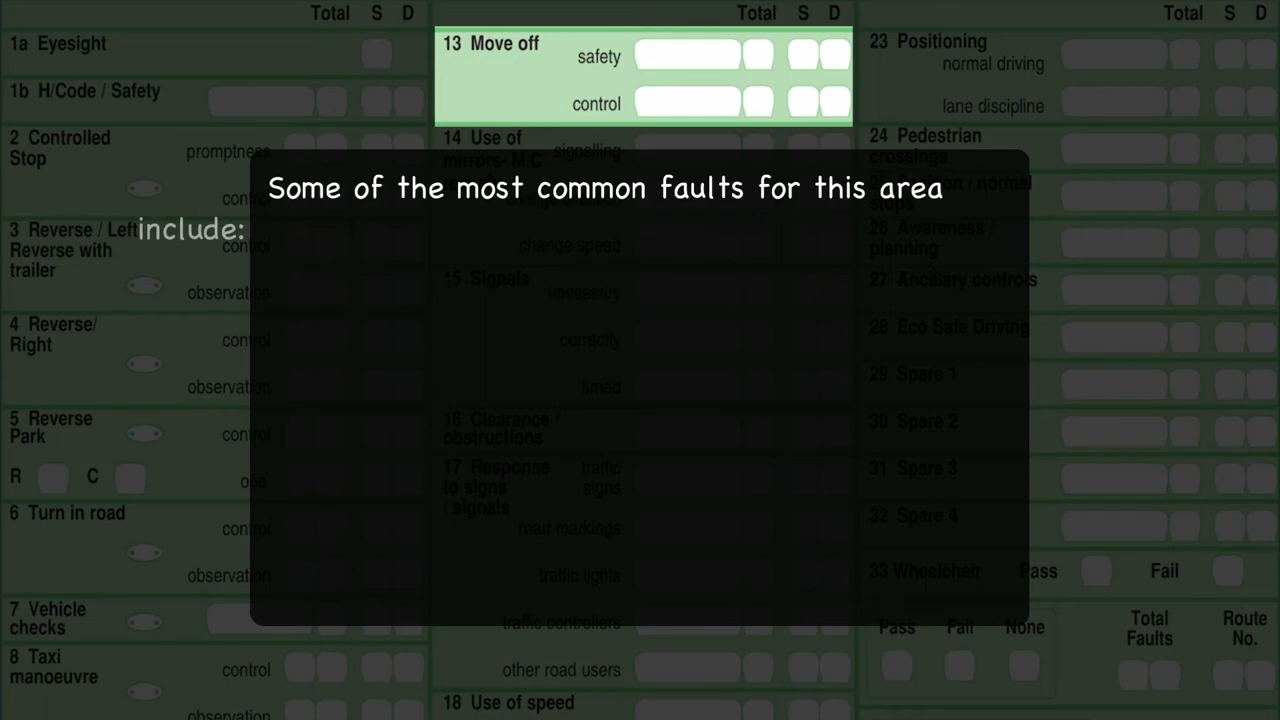 Total S D
1a Eyesight
1b H/Code / Safety
2 Controlled
Stop
promptness
control
3 Reverse / Left
Reverse with
trailer
control
observation
4 Reverse/
Right
control
observation
5 Reverse
Park
control
R C
obs
6 Turn in road
control
observation
7 Vehicle
checks
8 Taxi
manoeuvre
control
observation
Total S D
13 Move off
safety
control
Some of the most common faults for this area
include:
14 Use of
mirrors- M/C
signalling
change speed
15 Signals
necessary
correctly
timed
16 Clearance /
obstructions
17 Response
to signs
/ signals
traffic
signs
road markings
traffic lights
traffic controllers
other road users
18 Use of speed
Total S D
23 Positioning
normal driving
lane discipline
24 Pedestrian
crossings
25 Position / normal
stops
26 Awareness /
planning
27 Ancillary controls
28 Eco Safe Driving
29 Spare 1
30 Spare 2
31 Spare 3
32 Spare 4
33 Wheelchair Pass Fail
Pass Fail None
Total
Faults
Route
No.